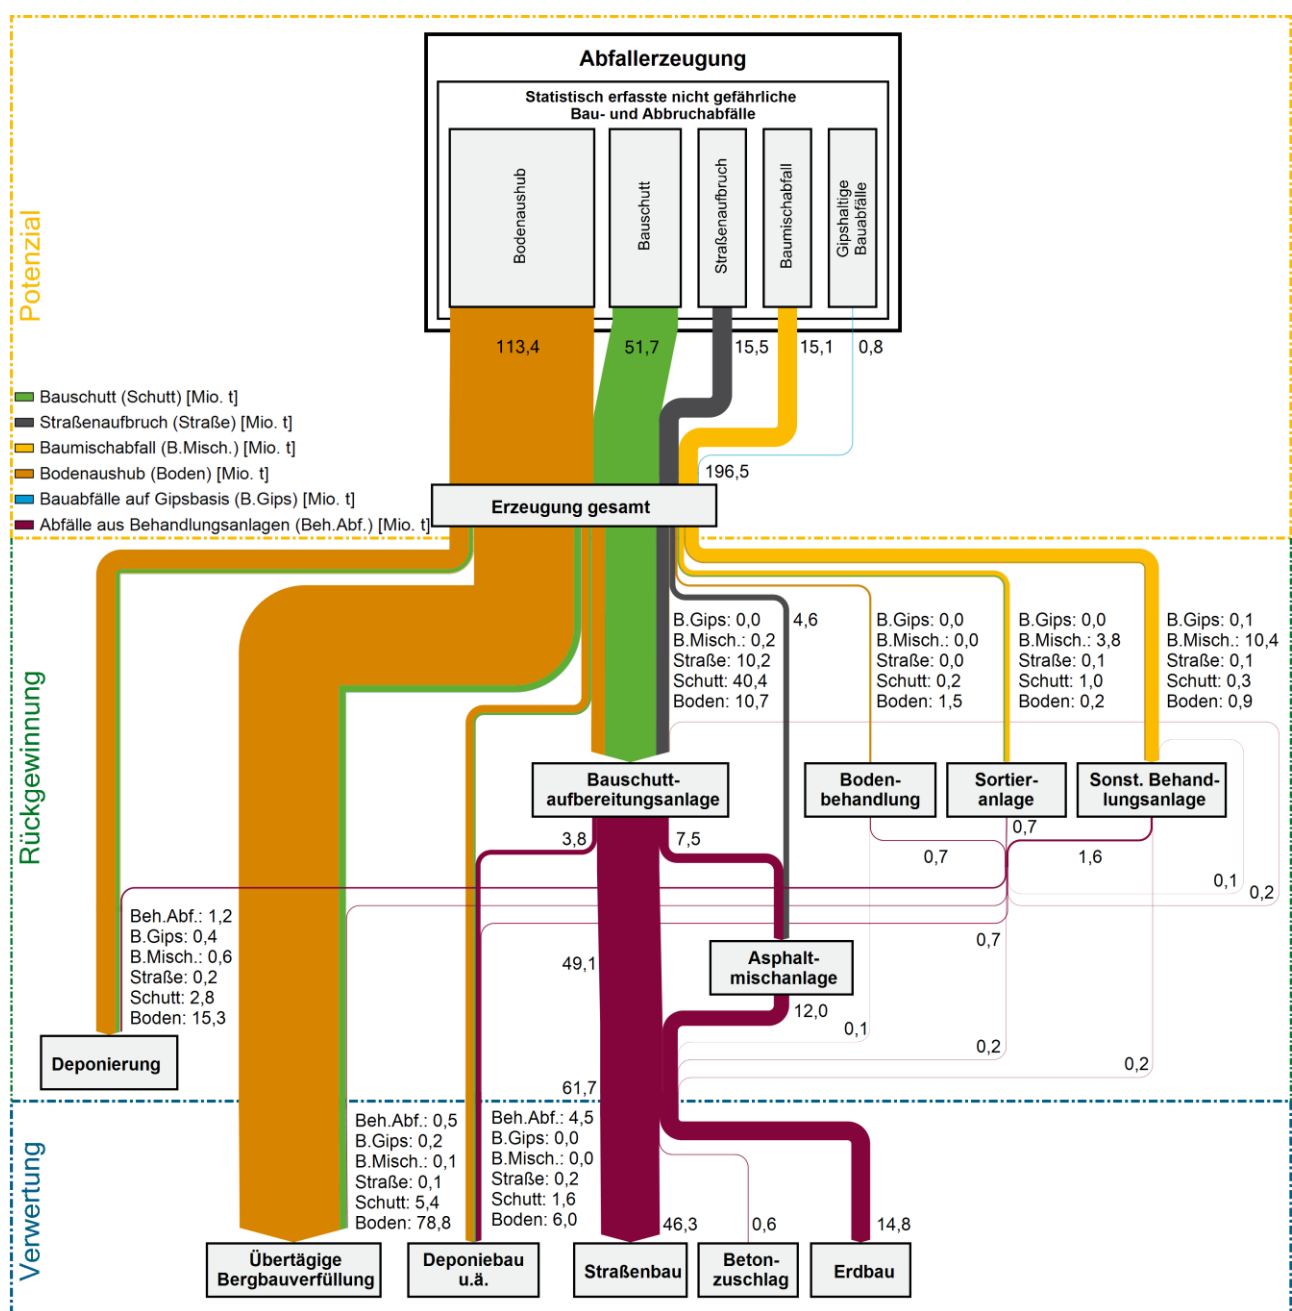 Abfallerzeugung
Statistisch erfasste nicht gefährliche
Bau- und Abbruchabfälle
Bodenaushub
Bauschutt
Straßenaufbruch
Baumischabfall
Gipshaltige
Bauabfälle
Potenzial
113,4
51,7
15,5
15,1
0,8
Bauschutt (Schutt) [Mio. t]
Straßenaufbruch (Straße) [Mio. t]
Baumischabfall (B.Misch.) [Mio. t]
Bodenaushub (Boden) [Mio. t]
Bauabfälle auf Gipsbasis (B.Gips) [Mio. t]
Abfälle aus Behandlungsanlagen (Beh.Abf.) [Mio. t]
196,5
Erzeugung gesamt
Rückgewinnung
B.Gips: 0,0
B.Misch.: 0,2
Straße: 10,2
Schutt: 40,4
Boden: 10,7
4,6
B.Gips: 0,0
B.Misch.: 0,0
Straße: 0,0
Schutt: 0,2
Boden: 1,5
B.Gips: 0,0
B.Misch.: 3,8
Straße: 0,1
Schutt: 1,0
Boden: 0,2
B.Gips: 0,1
B.Misch.: 10,4
Straße: 0,1
Schutt: 0,3
Boden: 0,9
Bauschutt-
aufbereitungsanlage
Boden-
behandlung
Sortier-
anlage
Sonst. Behand-
lungsanlage
3,8
7,5
0,7
0,7
1,6
0,1
0,2
Beh.Abf.: 1,2
B.Gips: 0,4
B.Misch.: 0,6
Straße: 0,2
Schutt: 2,8
Boden: 15,3
0,7
49,1
Asphalt-
mischanlage
12,0
0,1
0,2
0,2
Deponierung
61,7
Verwertung
Beh.Abf.: 0,5
B.Gips: 0,2
B.Misch.: 0,1
Straße: 0,1
Schutt: 5,4
Boden: 78,8
Beh.Abf.: 4,5
B.Gips: 0,0
B.Misch.: 0,0
Straße: 0,2
Schutt: 1,6
Boden: 6,0
46,3
0,6
14,8
Übertägige
Bergbauverfüllung
Deponiebau
u.ä.
Straßenbau
Beton-
zuschlag
Erdbau